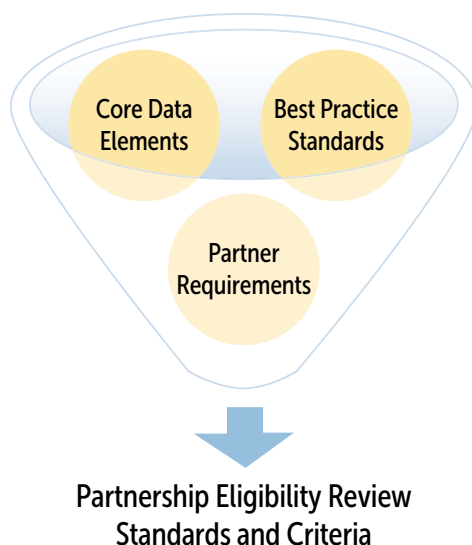 Core Data
Elements
Best Practice
Standards
Partner
Requirements
Partnership Eligibility Review
Standards and Criteria